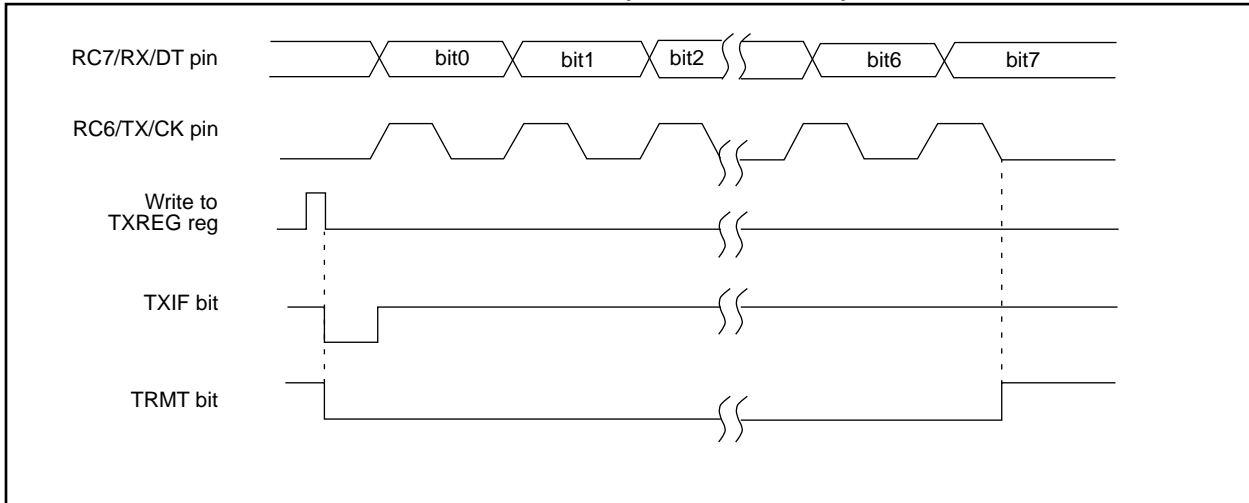 RC7/RX/DT pin
bit0
bit1
bit2
bit6
bit7
RC6/TX/CK pin
Write to
TXREG reg
TXIF bit
TRMT bit